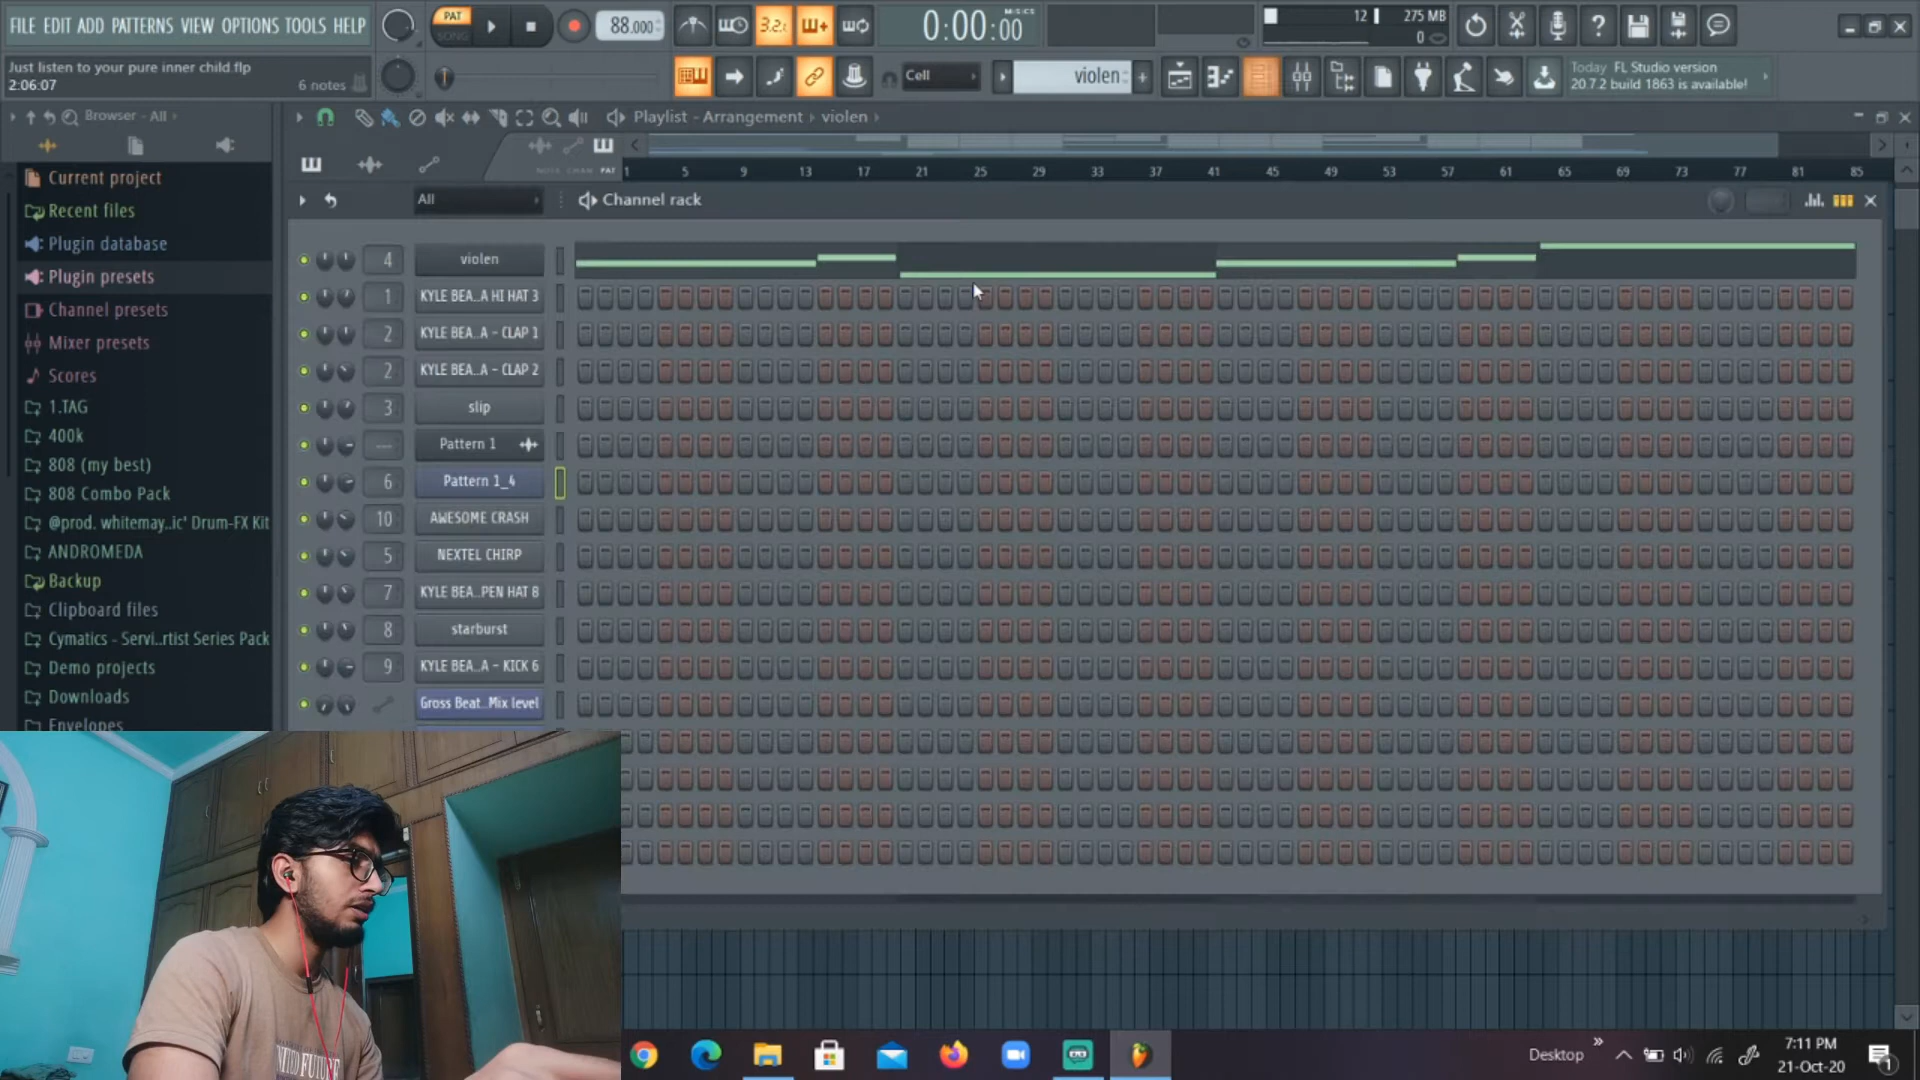 FILE EDIT ADD PATTERNS VIEW OPTIONS TOOLS HELP
PAT
SONG
88.000
3.2.
0:00:00
M:S:CS
12
275 MB
0
Just listen to your pure inner child.flp
2:06:07
6 notes
Cell
violen
Today FL Studio version
20.7.2 build 1863 is available!
Browser - All
Playlist - Arrangement › violen ›
NOTE CHAN PAT
1 5 9 13 17 21 25 29 33 37 41 45 49 53 57 61 65 69 73 77 81 85
All
Channel rack
Current project
Recent files
Plugin database
Plugin presets
Channel presets
Mixer presets
Scores
1.TAG
400k
808 (my best)
808 Combo Pack
@prod. whitemay..ic' Drum-FX Kit
ANDROMEDA
Backup
Clipboard files
Cymatics - Servi..rtist Series Pack
Demo projects
Downloads
Envelopes
4 violen
1 KYLE BEA..A HI HAT 3
2 KYLE BEA..A - CLAP 1
2 KYLE BEA..A - CLAP 2
3 slip
--- Pattern 1
6 Pattern 1_4
10 AWESOME CRASH
5 NEXTEL CHIRP
7 KYLE BEA..PEN HAT 8
8 starburst
9 KYLE BEA..A - KICK 6
Gross Beat..Mix level
Desktop
7:11 PM
21-Oct-20
1